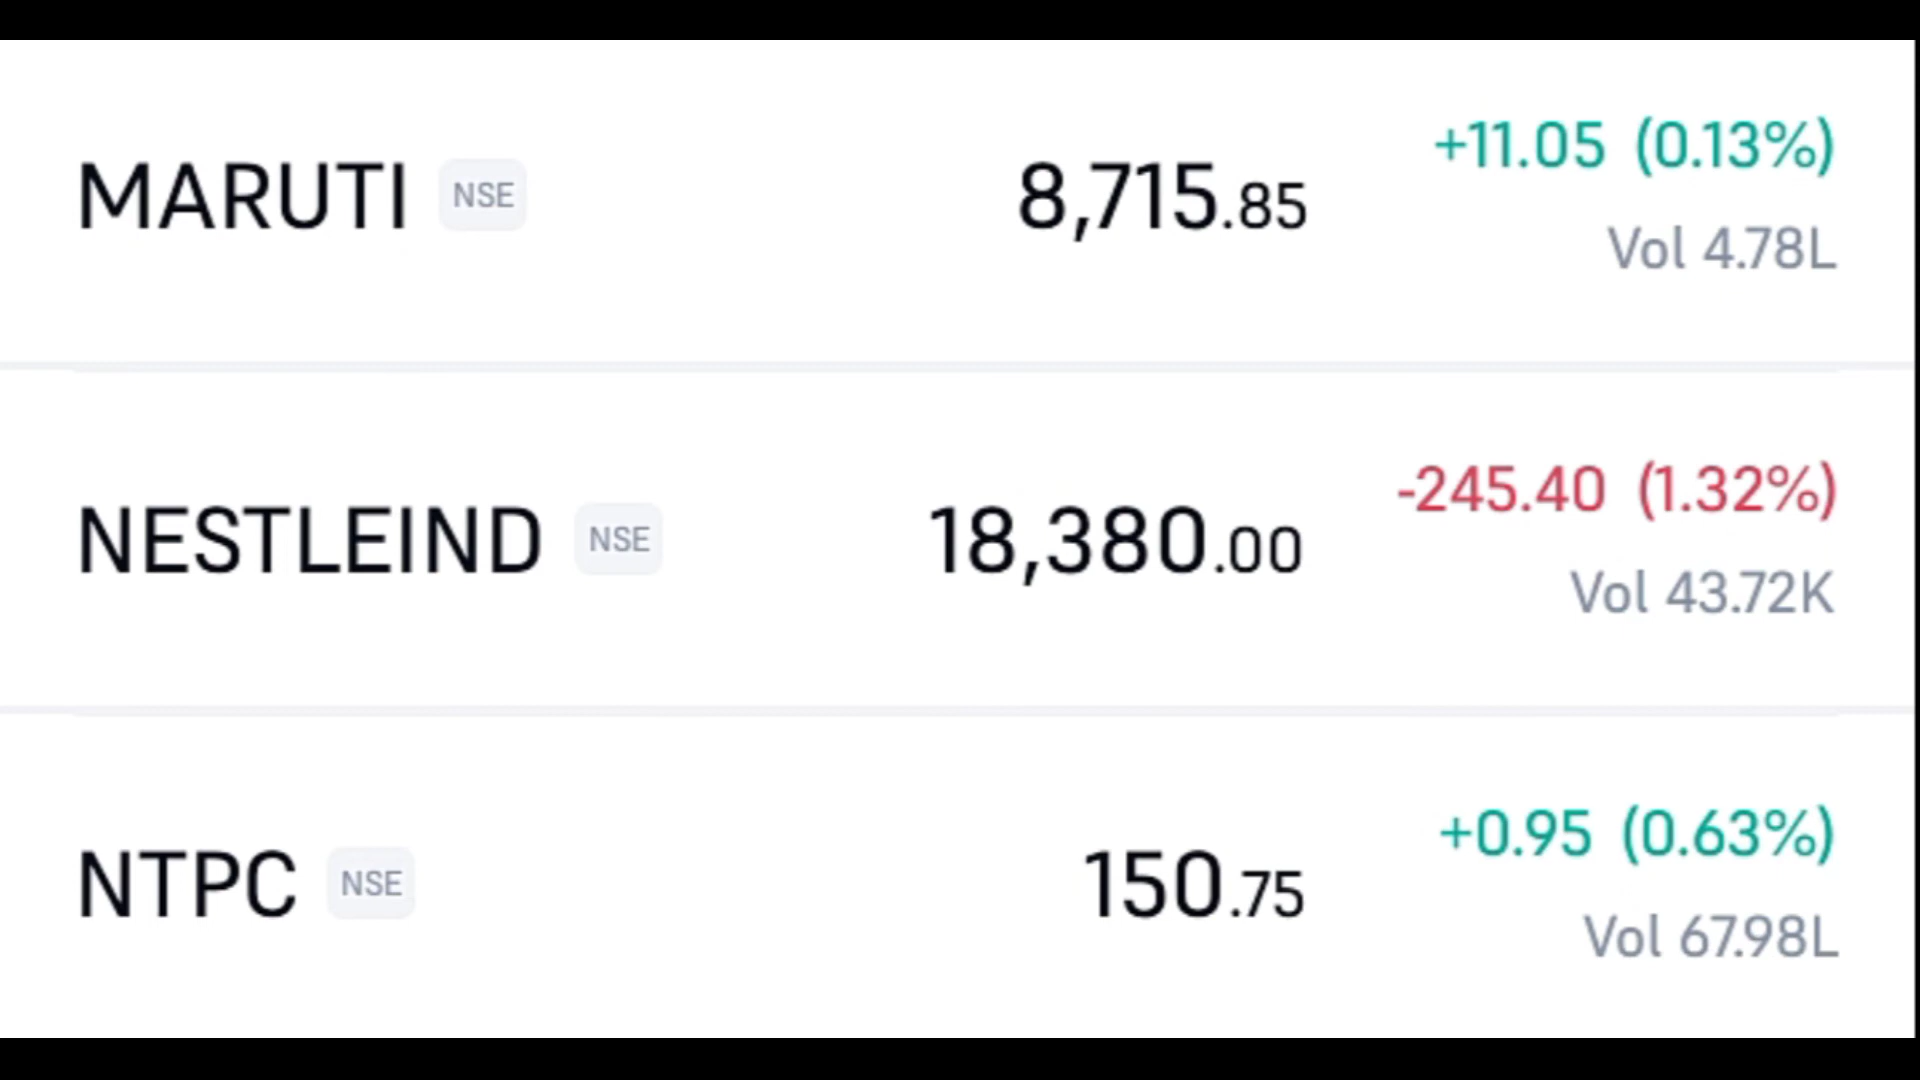 MARUTI NSE 8,715.85 +11.05 (0.13%)
Vol 4.78L
NESTLEIND NSE 18,380.00 -245.40 (1.32%)
Vol 43.72K
NTPC NSE 150.75 +0.95 (0.63%)
Vol 67.98L